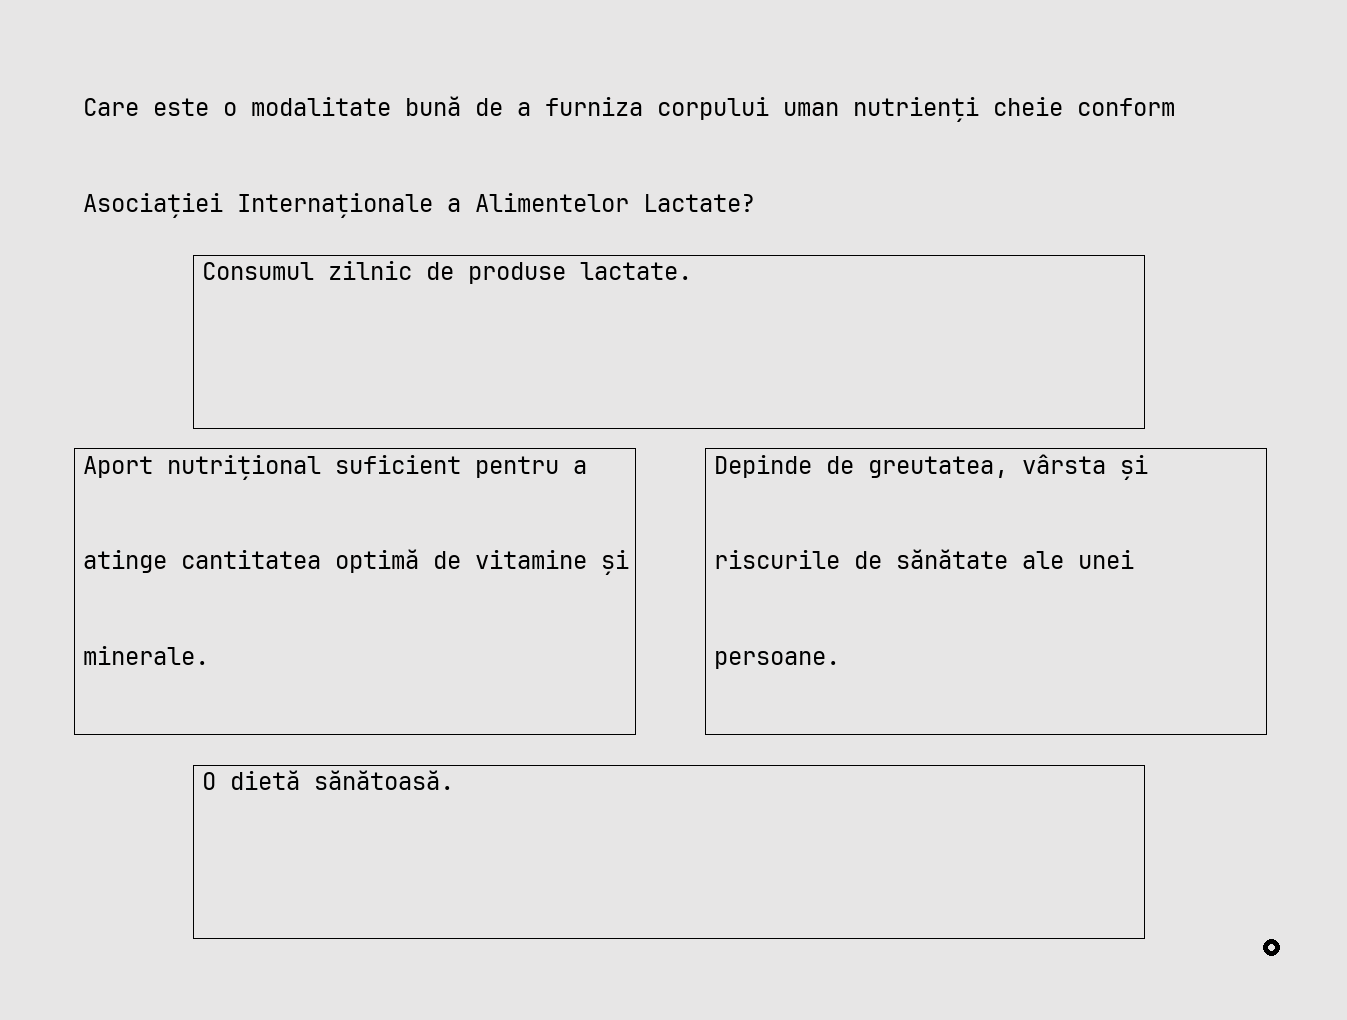 Care este o modalitate bună de a furniza corpului uman nutrienți cheie conform
Asociației Internaționale a Alimentelor Lactate?
Consumul zilnic de produse lactate.
Aport nutrițional suficient pentru a
atinge cantitatea optimă de vitamine și
minerale.
Depinde de greutatea, vârsta și
riscurile de sănătate ale unei
persoane.
O dietă sănătoasă.